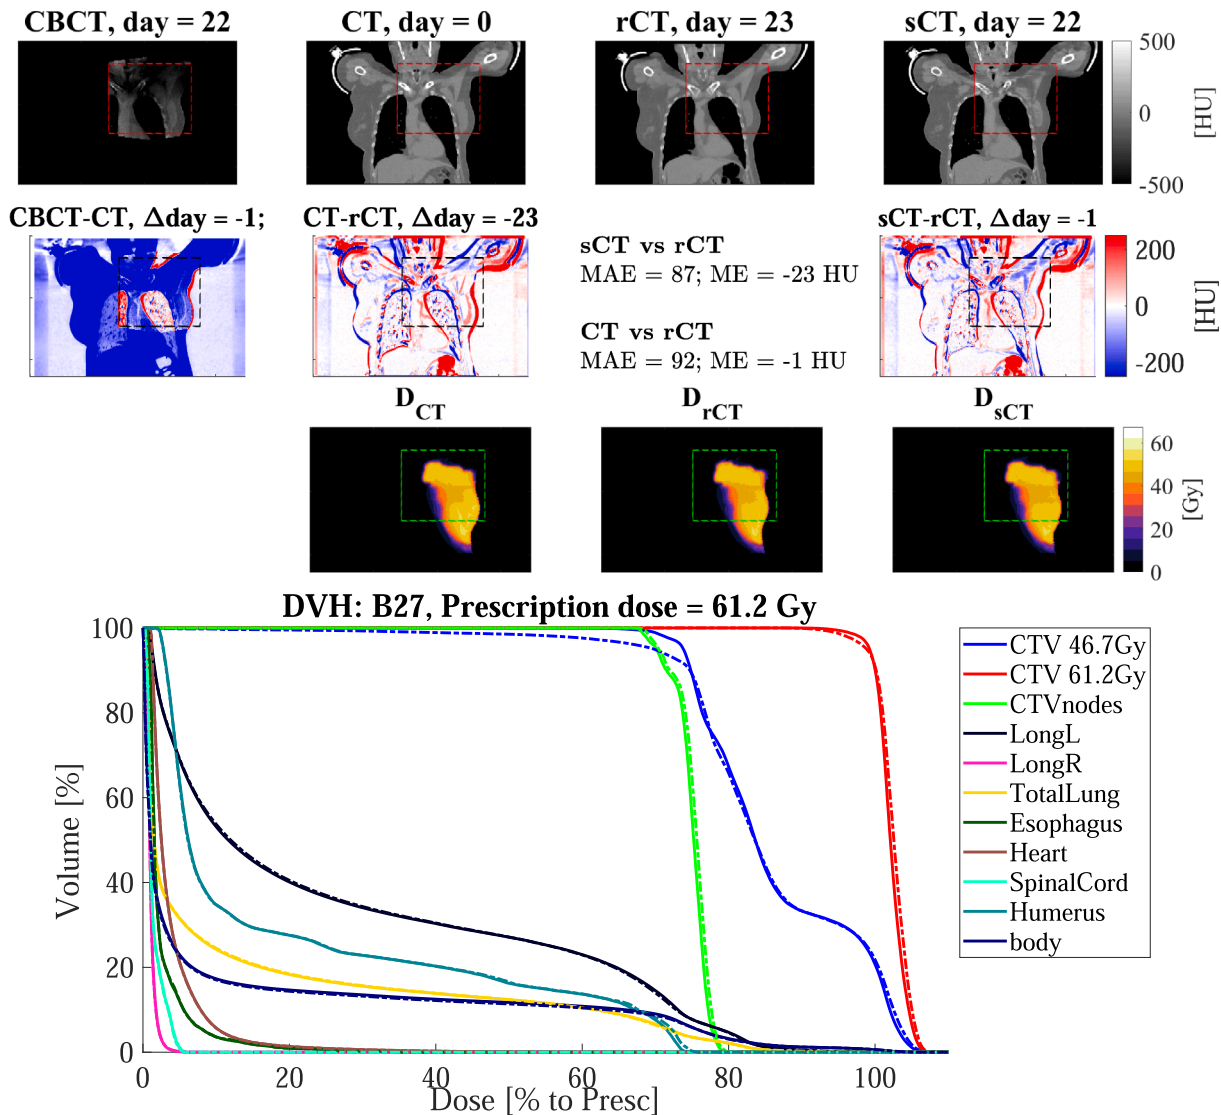 CBCT, day = 22
CT, day = 0
rCT, day = 23
sCT, day = 22
500
0
-500
[HU]
CBCT-CT, Δday = -1;
CT-rCT, Δday = -23
sCT vs rCT
MAE = 87; ME = -23 HU
CT vs rCT
MAE = 92; ME = -1 HU
sCT-rCT, Δday = -1
200
0
-200
[HU]
D_CT
D_rCT
D_sCT
60
40
20
0
[Gy]
DVH: B27, Prescription dose = 61.2 Gy
100
80
60
40
20
0
Volume [%]
0
20
40
60
80
100
Dose [% to Presc]
CTV 46.7Gy
CTV 61.2Gy
CTVnodes
LongL
LongR
TotalLung
Esophagus
Heart
SpinalCord
Humerus
body